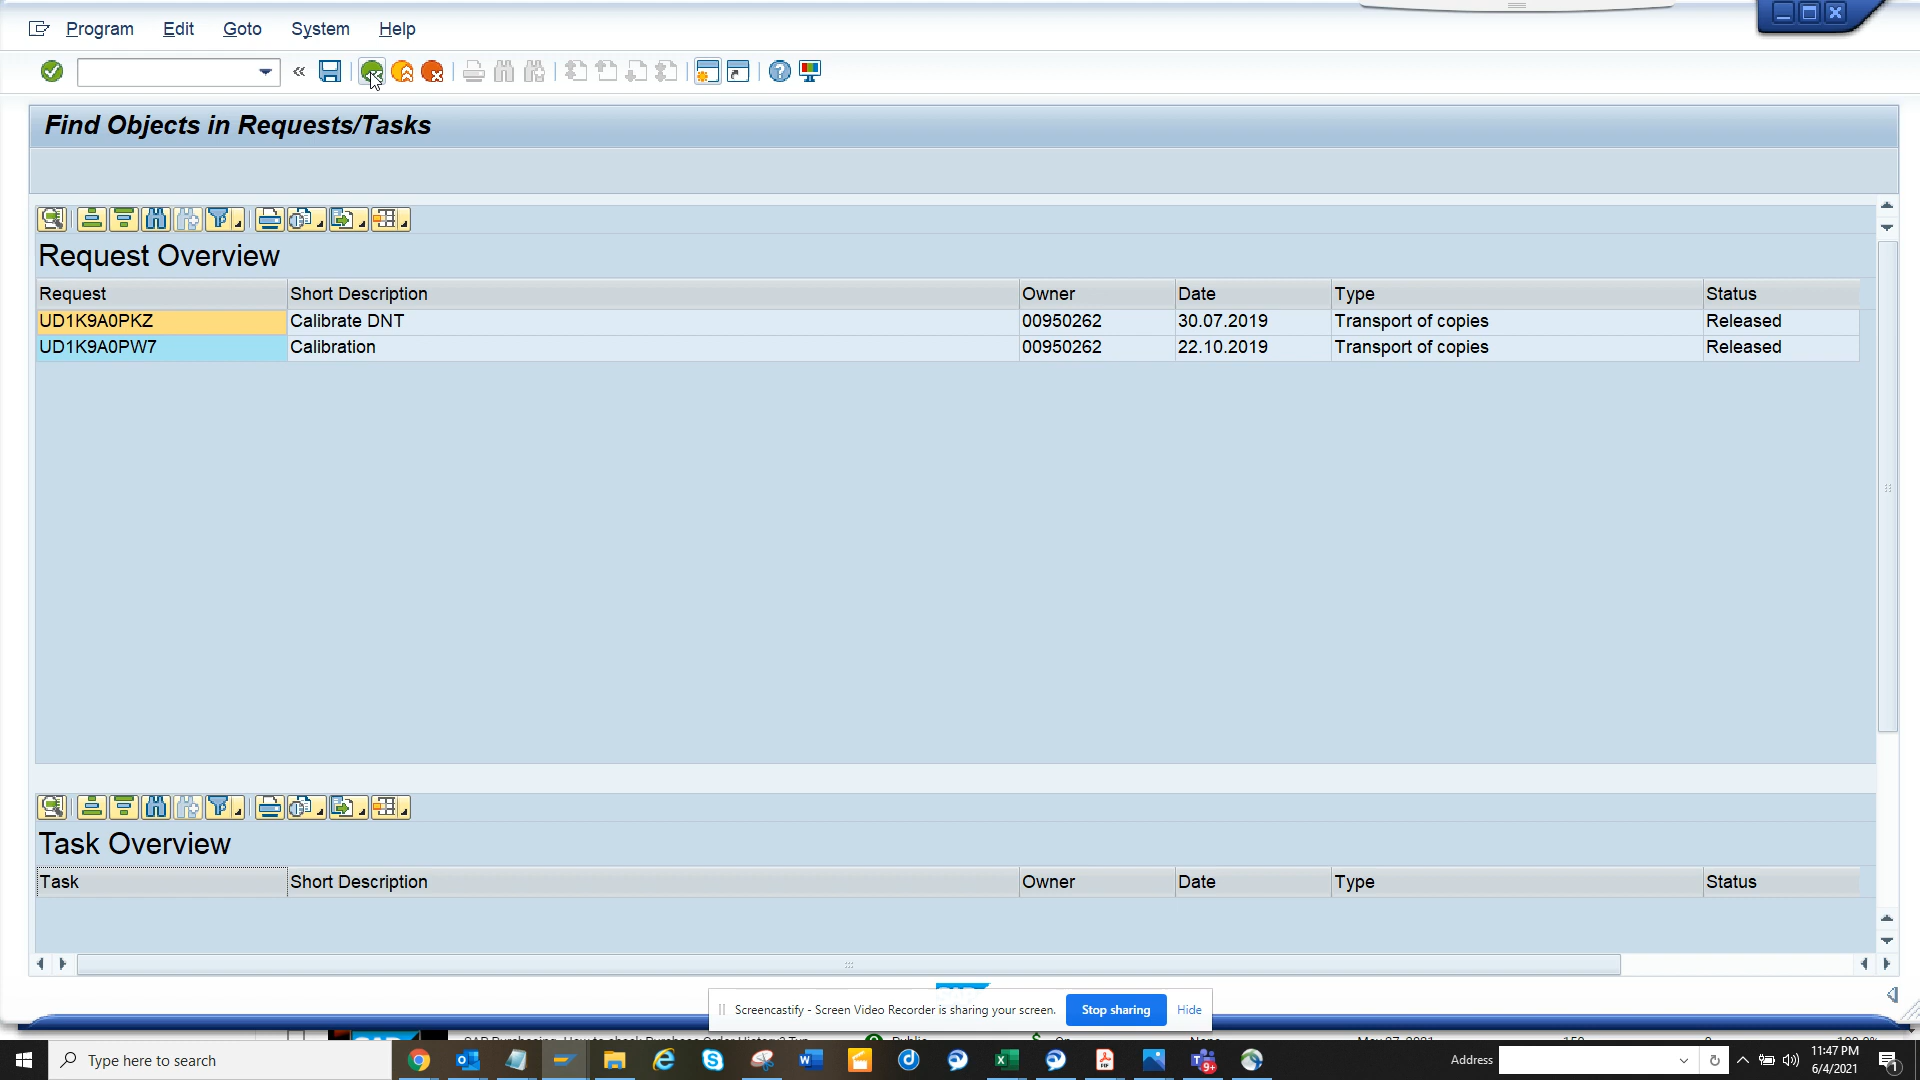 Program Edit Goto System Help
Find Objects in Requests/Tasks
Request Overview
Request Short Description Owner Date Type Status
UD1K9A0PKZ Calibrate DNT 00950262 30.07.2019 Transport of copies Released
UD1K9A0PW7 Calibration 00950262 22.10.2019 Transport of copies Released
Task Overview
Task Short Description Owner Date Type Status
Screencastify - Screen Video Recorder is sharing your screen. Stop sharing Hide
Type here to search
Address
11:47 PM
6/4/2021
9+
1